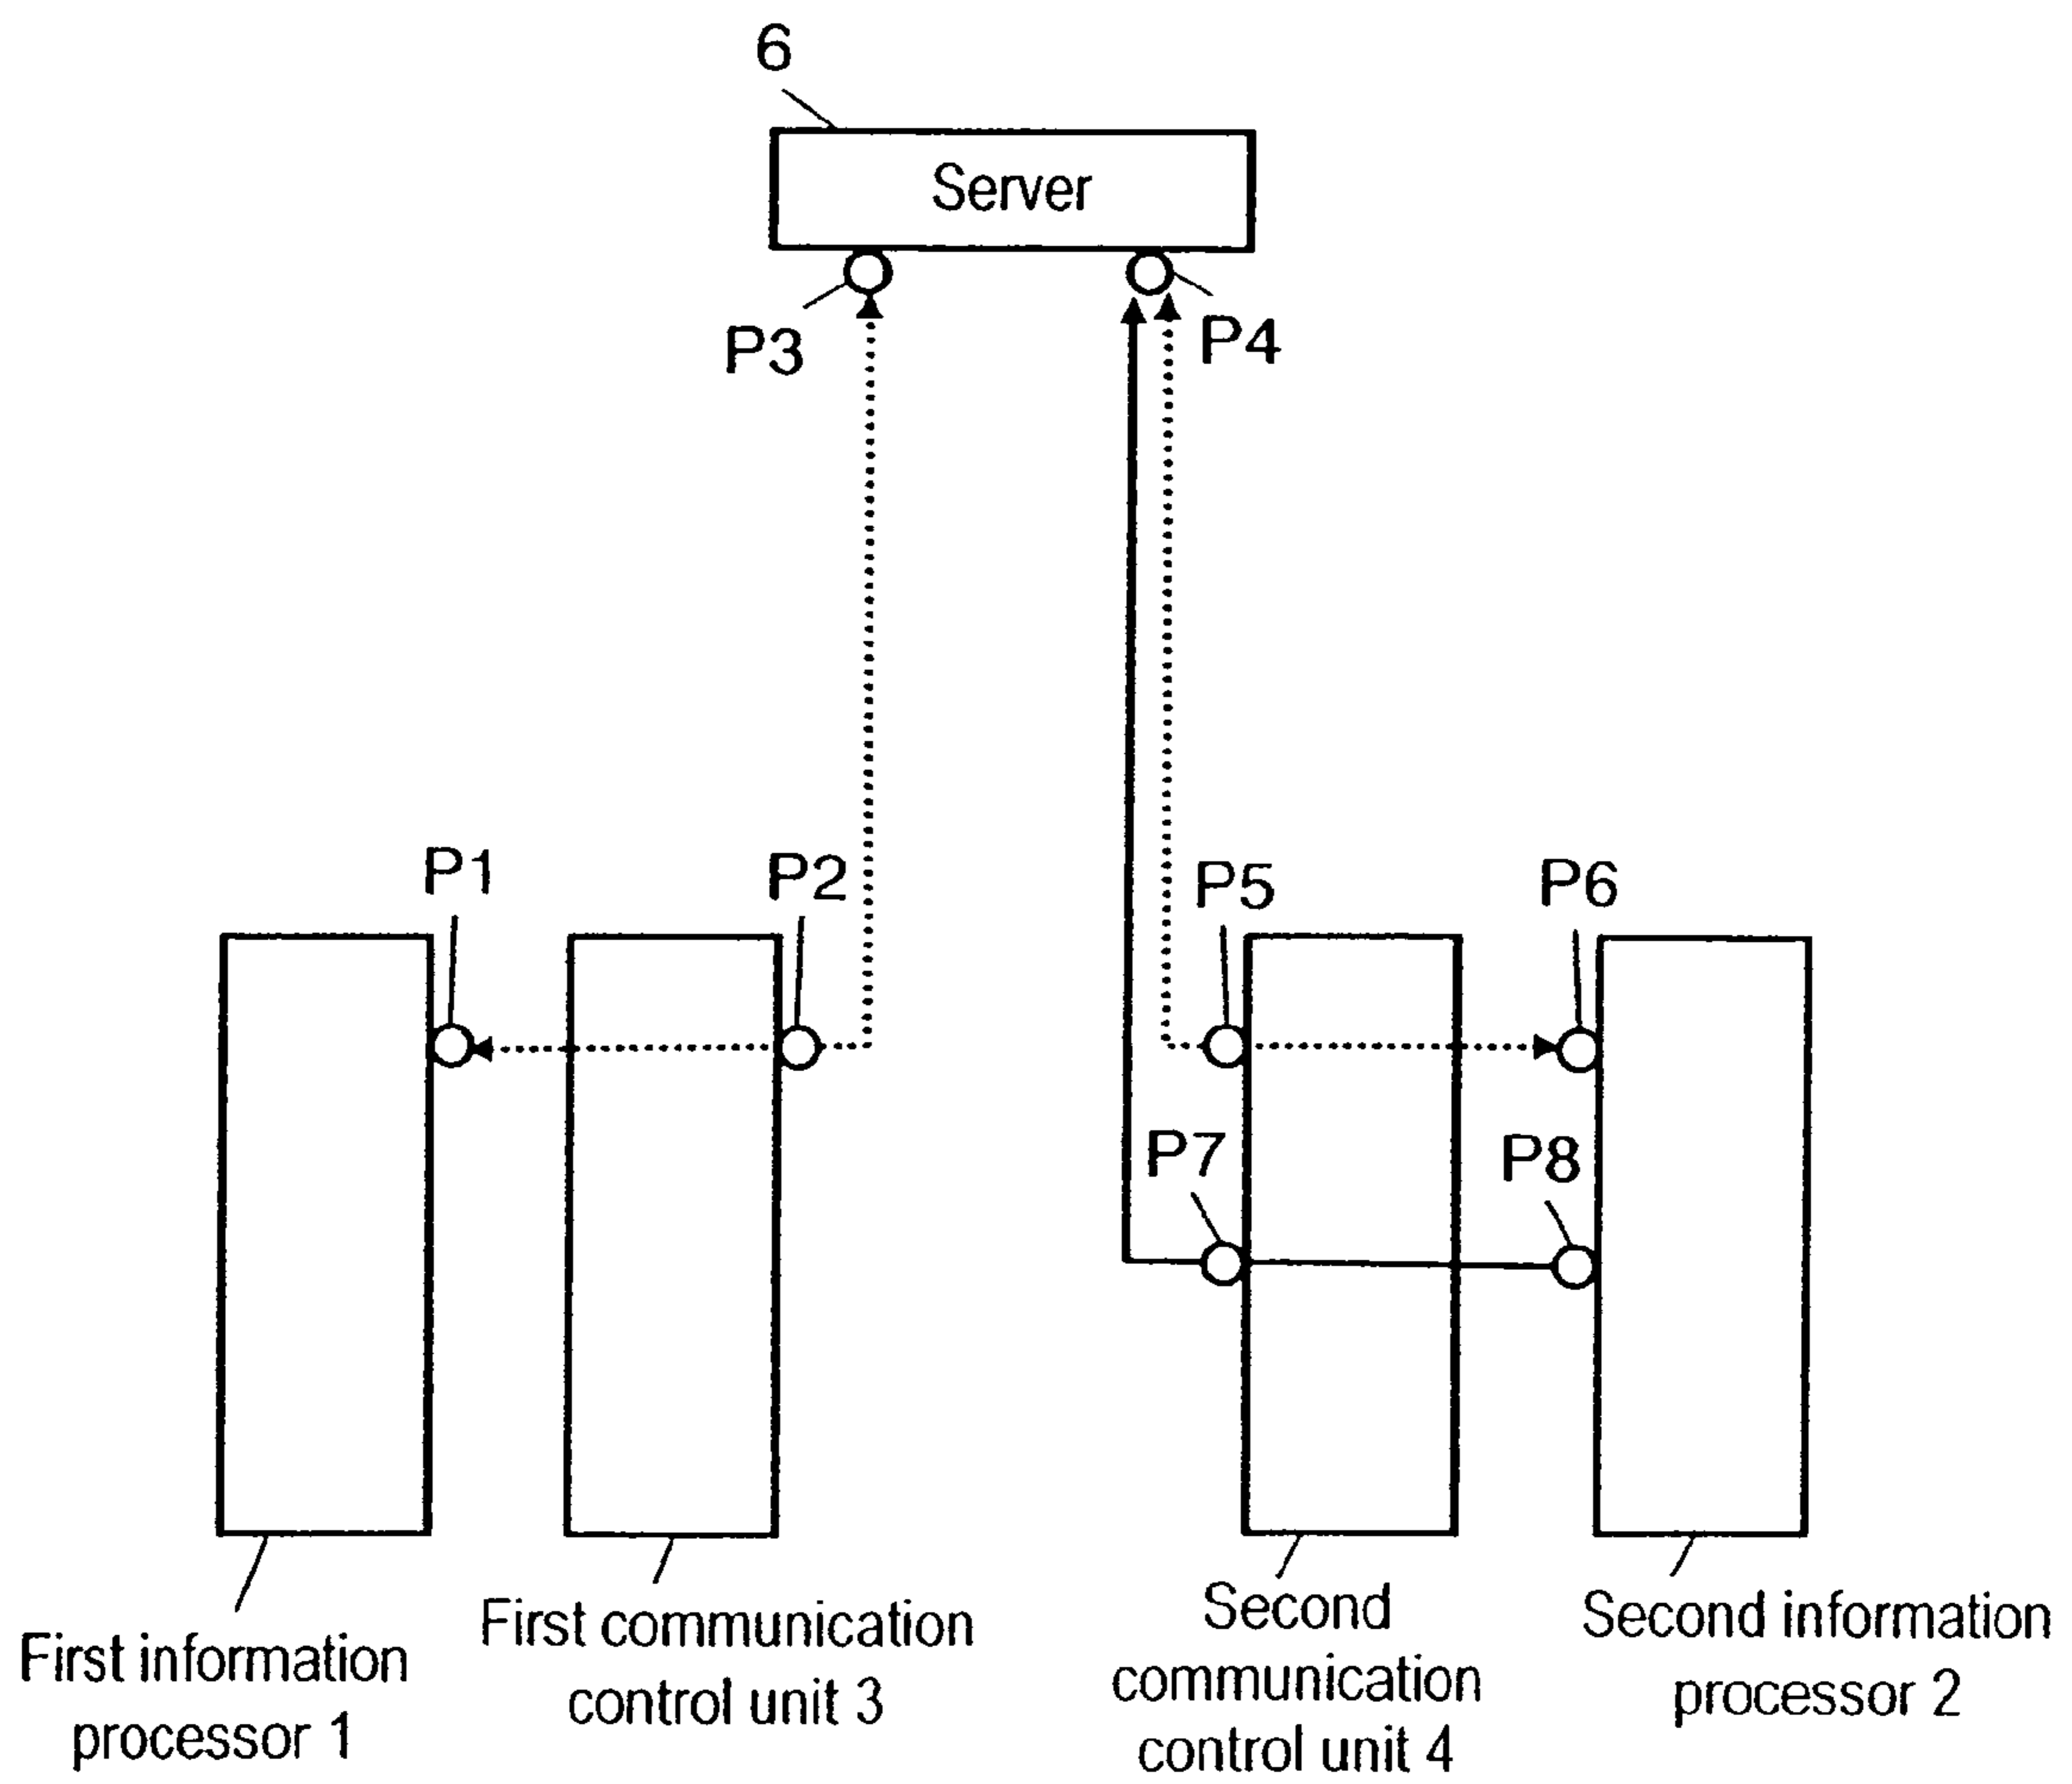 6
Server
P3
P4
P1
P2
P5
P6
P7
P8
First information
processor 1
First communication
control unit 3
Second
communication
control unit 4
Second information
processor 2